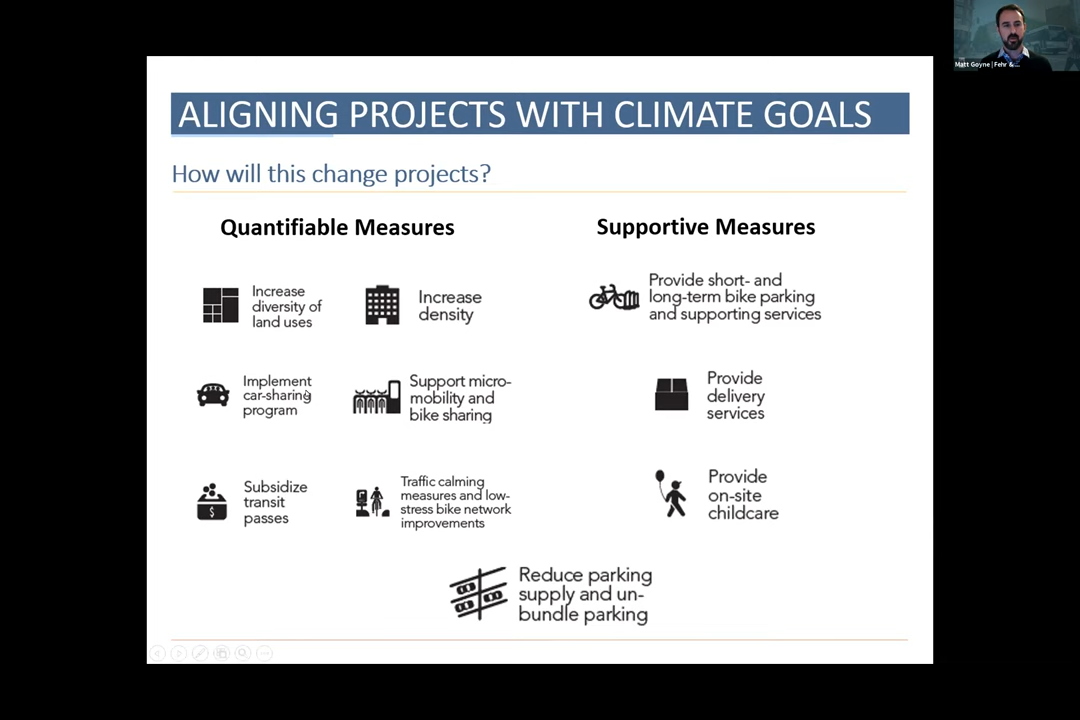 ALIGNING PROJECTS WITH CLIMATE GOALS
How will this change projects?
Quantifiable Measures
Increase
diversity of
land uses
Increase
density
Implement
car-sharing
program
Support micro-
mobility and
bike sharing
Subsidize
transit
passes
$
Traffic calming
measures and low-
stress bike network
improvements
Supportive Measures
Provide short- and
long-term bike parking
and supporting services
Provide
delivery
services
Provide
on-site
childcare
Reduce parking
supply and un-
bundle parking
Matt Goyne | Fehr &...